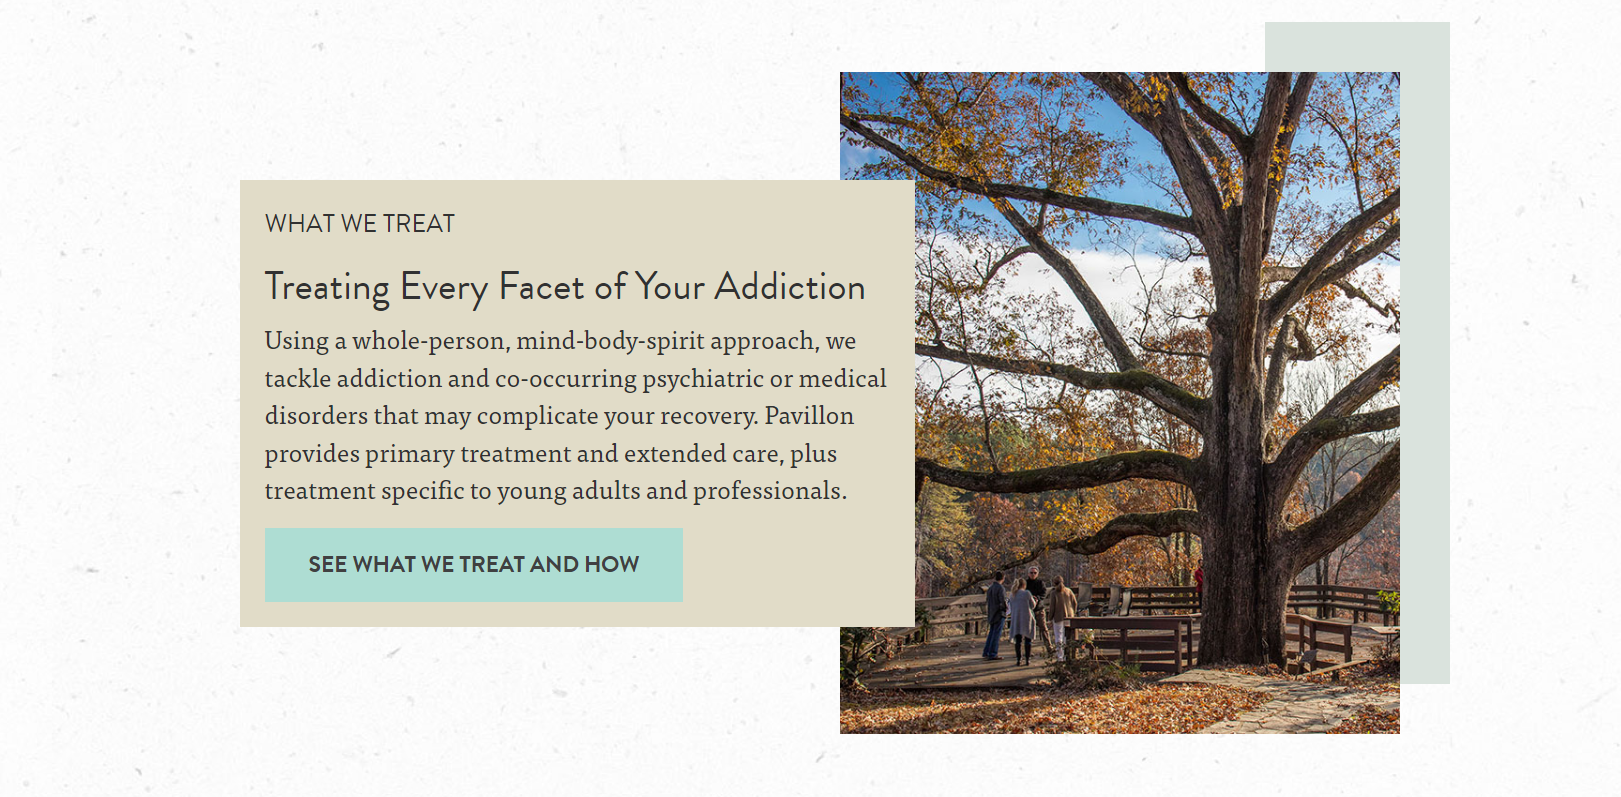 WHAT WE TREAT
Treating Every Facet of Your Addiction
Using a whole-person, mind-body-spirit approach, we
tackle addiction and co-occurring psychiatric or medical
disorders that may complicate your recovery. Pavillon
provides primary treatment and extended care, plus
treatment specific to young adults and professionals.
SEE WHAT WE TREAT AND HOW